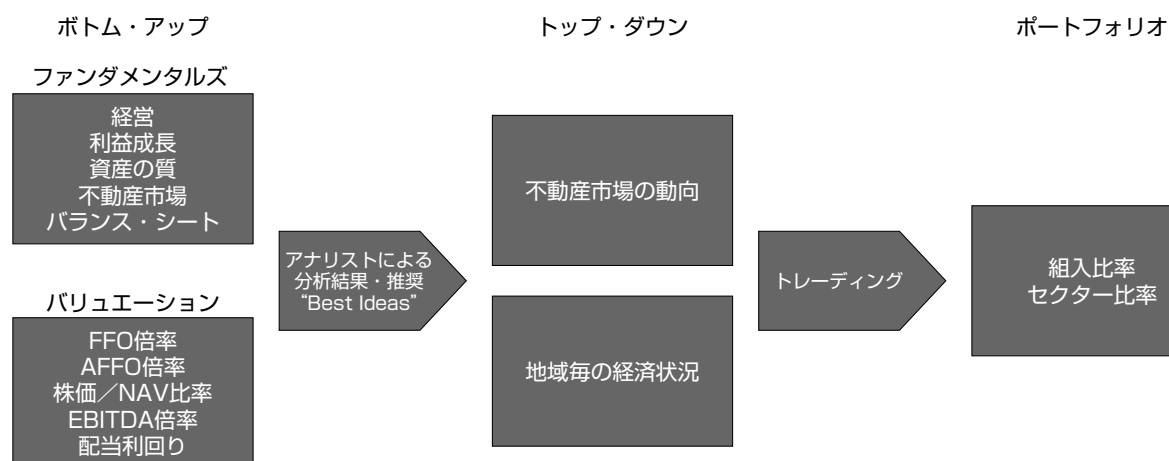 ボトム・アップ
ファンダメンタルズ
経営
利益成長
資産の質
不動産市場
バランス・シート
バリュエーション
FFO倍率
AFFO倍率
株価／NAV比率
EBITDA倍率
配当利回り
アナリストによる
分析結果・推奨
“Best Ideas”
トップ・ダウン
不動産市場の動向
地域毎の経済状況
トレーディング
ポートフォリオ
組入比率
セクター比率